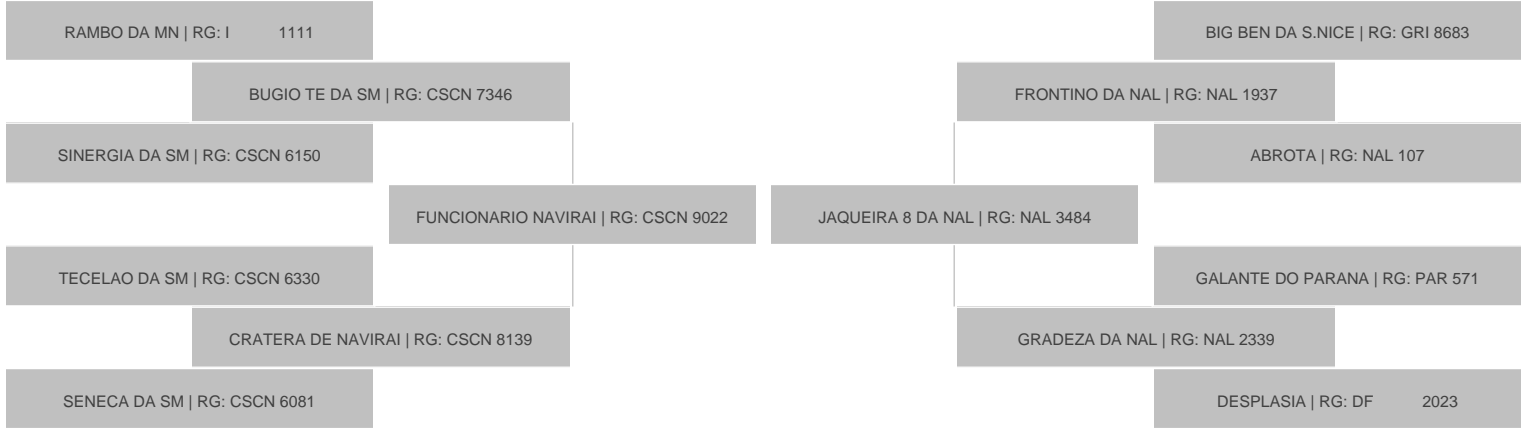 RAMBO DA MN | RG: I 1111
BIG BEN DA S.NICE | RG: GRI 8683
BUGIO TE DA SM | RG: CSCN 7346
FRONTINO DA NAL | RG: NAL 1937
SINERGIA DA SM | RG: CSCN 6150
ABROTA | RG: NAL 107
FUNCIONARIO NAVIRAI | RG: CSCN 9022
JAQUEIRA 8 DA NAL | RG: NAL 3484
TECELAO DA SM | RG: CSCN 6330
GALANTE DO PARANA | RG: PAR 571
CRATERA DE NAVIRAI | RG: CSCN 8139
GRADEZA DA NAL | RG: NAL 2339
SENECA DA SM | RG: CSCN 6081
DESPLASIA | RG: DF 2023